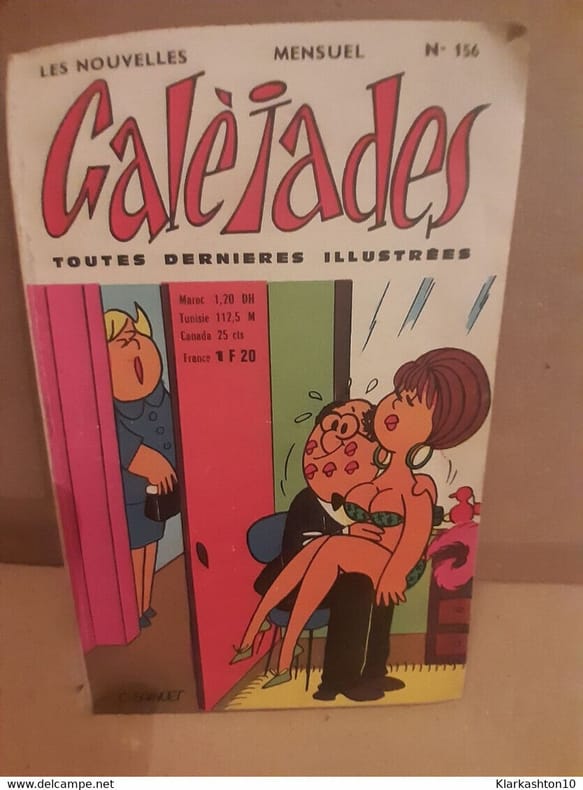 LES NOUVELLES MENSUEL N° 156
Galèjades
TOUTES DERNIERES ILLUSTRÉES
Maroc 1,20 DH
Tunisie 112,5 M
Canada 25 cts
France 1 F 20
www.delcampe.net Klarkashton10